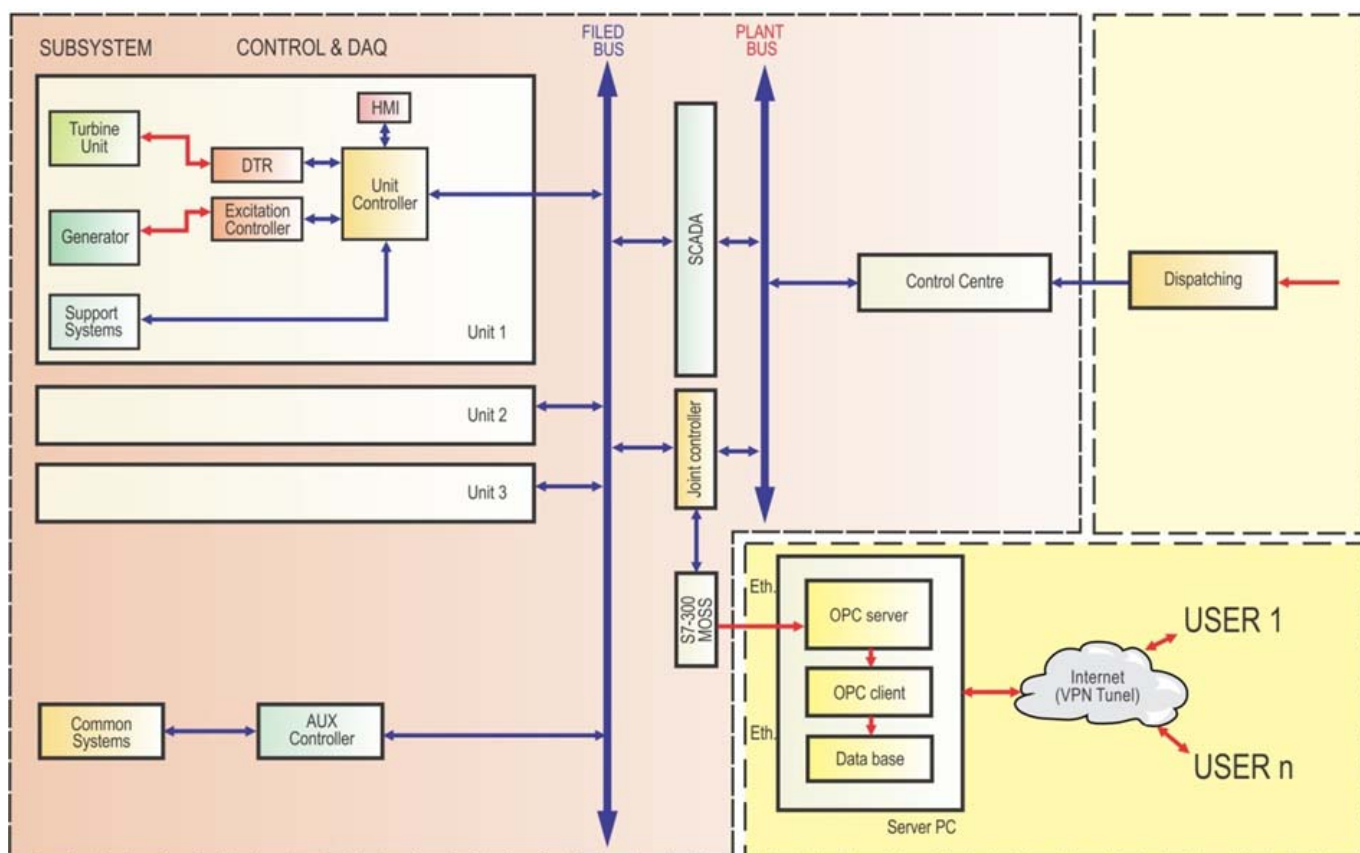 SUBSYSTEM
CONTROL & DAQ
FILED
BUS
PLANT
BUS
HMI
Turbine
Unit
DTR
Unit
Controller
Excitation
Controller
Generator
Support
Systems
Unit 1
SCADA
Control Centre
Dispatching
Unit 2
Joint controller
Unit 3
S7-300
MOSS
Eth.
OPC server
OPC client
Eth.
Data base
Server PC
Internet
(VPN Tunel)
USER 1
USER n
Common
Systems
AUX
Controller